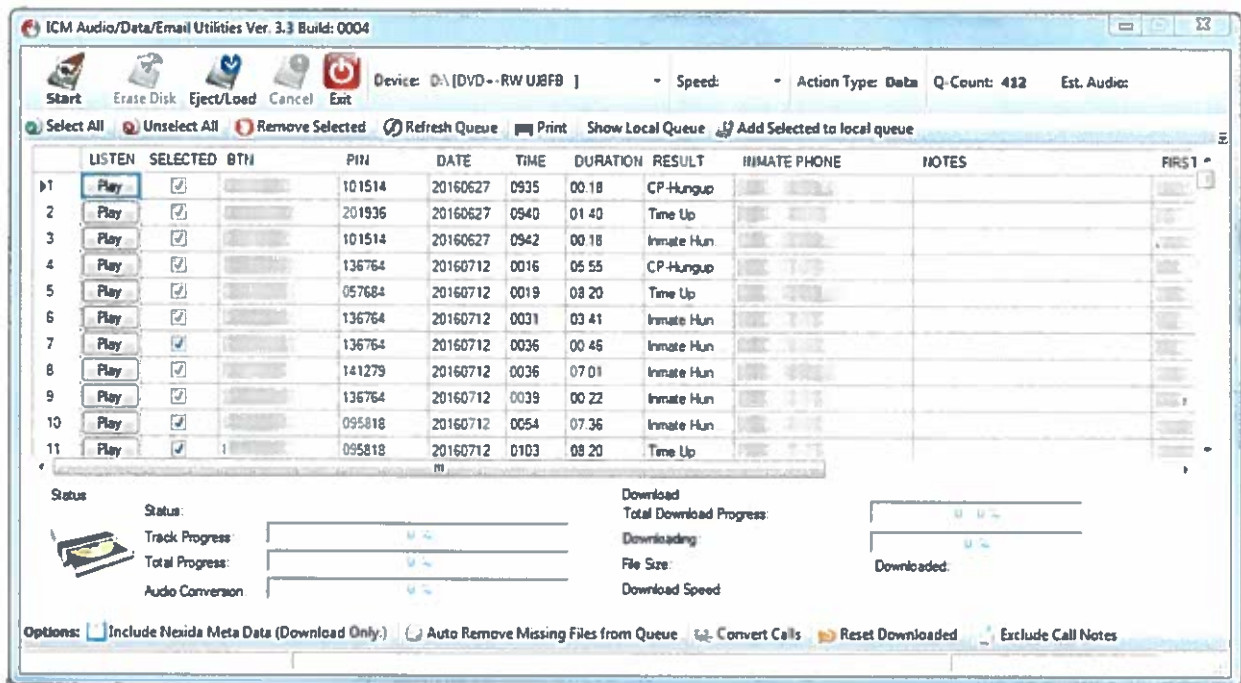 ICM Audio/Data/Email Utilities Ver. 3.3 Build: 0004
Start Erase Disk Eject/Load Cancel Exit Device: Speed: Action Type: Data Q-Count: 412 Est. Audio:
Select All Unselect All Remove Selected Refresh Queue Print Show Local Queue Add Selected to local queue
LISTEN SELECTED BTN PIN DATE TIME DURATION RESULT INMATE PHONE NOTES FIRST
1 Play 101514 20160627 0935 00.18 CP-Hungup
2 Play 201936 20160627 0940 01 40 Time Up
3 Play 101514 20160627 0942 00.18 Inmate Hun
4 Play 136764 20160712 0016 05 55 CP-Hungup
5 Play 057684 20160712 0019 08 20 Time Up
6 Play 136764 20160712 0031 03 41 Inmate Hun
7 Play 136764 20160712 0036 00 46 Inmate Hun
8 Play 141279 20160712 0036 07 01 Inmate Hun
9 Play 136764 20160712 0039 00 22 Inmate Hun
10 Play 095818 20160712 0054 07.36 Inmate Hun
11 Play 1 095818 20160712 0103 08 20 Time Up
Status Download
Status: Total Download Progress:
Track Progress: Downloading:
Total Progress: File Size: Downloaded:
Audio Conversion Download Speed
Options: Include Nexidia Meta Data (Download Only.) Auto Remove Missing Files from Queue Convert Calls Reset Downloaded Exclude Call Notes